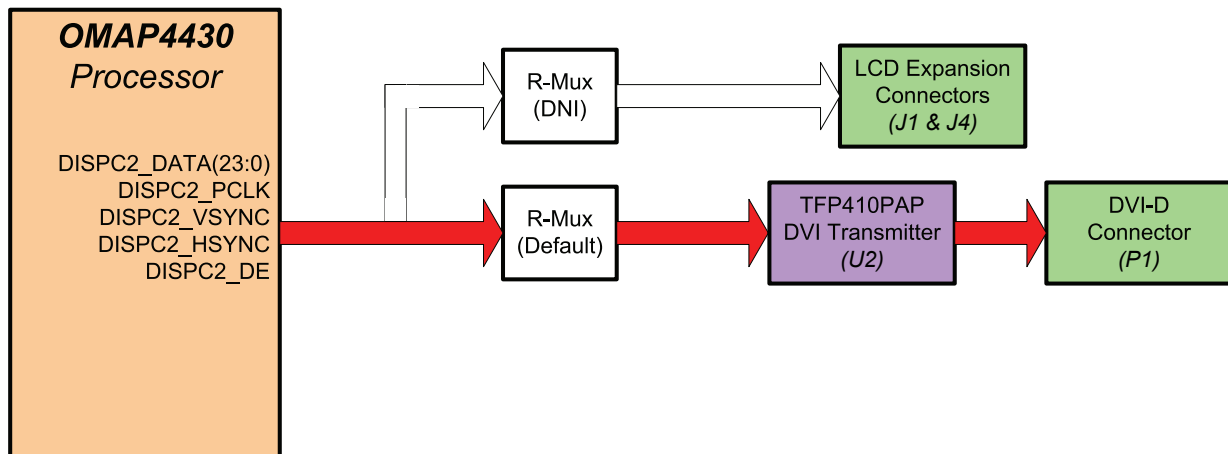 OMAP4430
Processor
DISPC2_DATA(23:0)
DISPC2_PCLK
DISPC2_VSYNC
DISPC2_HSYNC
DISPC2_DE
R-Mux
(DNI)
LCD Expansion
Connectors
(J1 & J4)
R-Mux
(Default)
TFP410PAP
DVI Transmitter
(U2)
DVI-D
Connector
(P1)